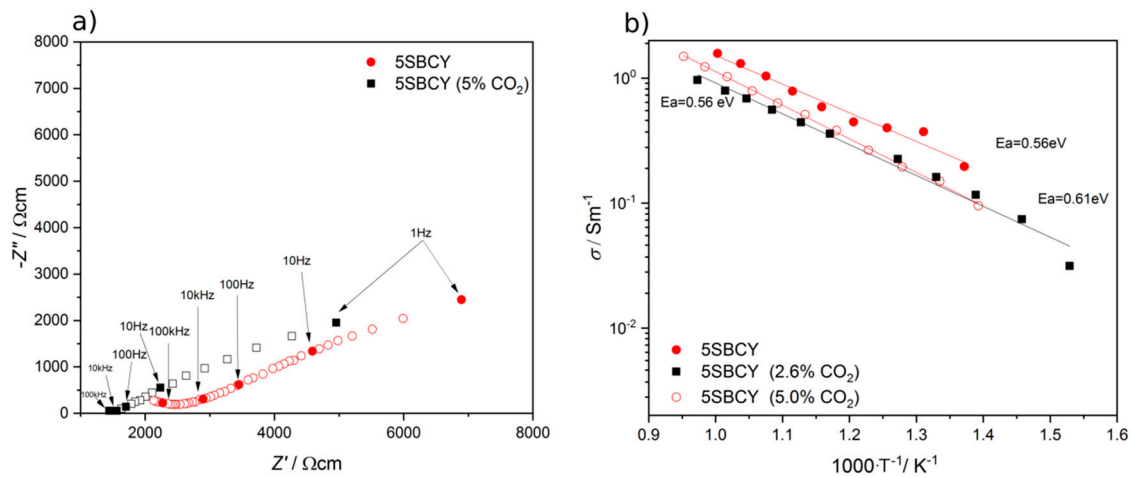 a)
8000
7000
6000
5000
4000
3000
2000
1000
0
-Z″ / Ωcm
5SBCY
5SBCY (5% CO₂)
1Hz
10Hz
100Hz
10kHz
100kHz
10Hz
100Hz
10kHz
100kHz
2000
4000
6000
8000
Z′ / Ωcm
b)
10⁰
10⁻¹
10⁻²
σ / Sm⁻¹
Ea=0.56 eV
Ea=0.56eV
Ea=0.61eV
5SBCY
5SBCY (2.6% CO₂)
5SBCY (5.0% CO₂)
0.9 1.0 1.1 1.2 1.3 1.4 1.5 1.6
1000·T⁻¹/ K⁻¹